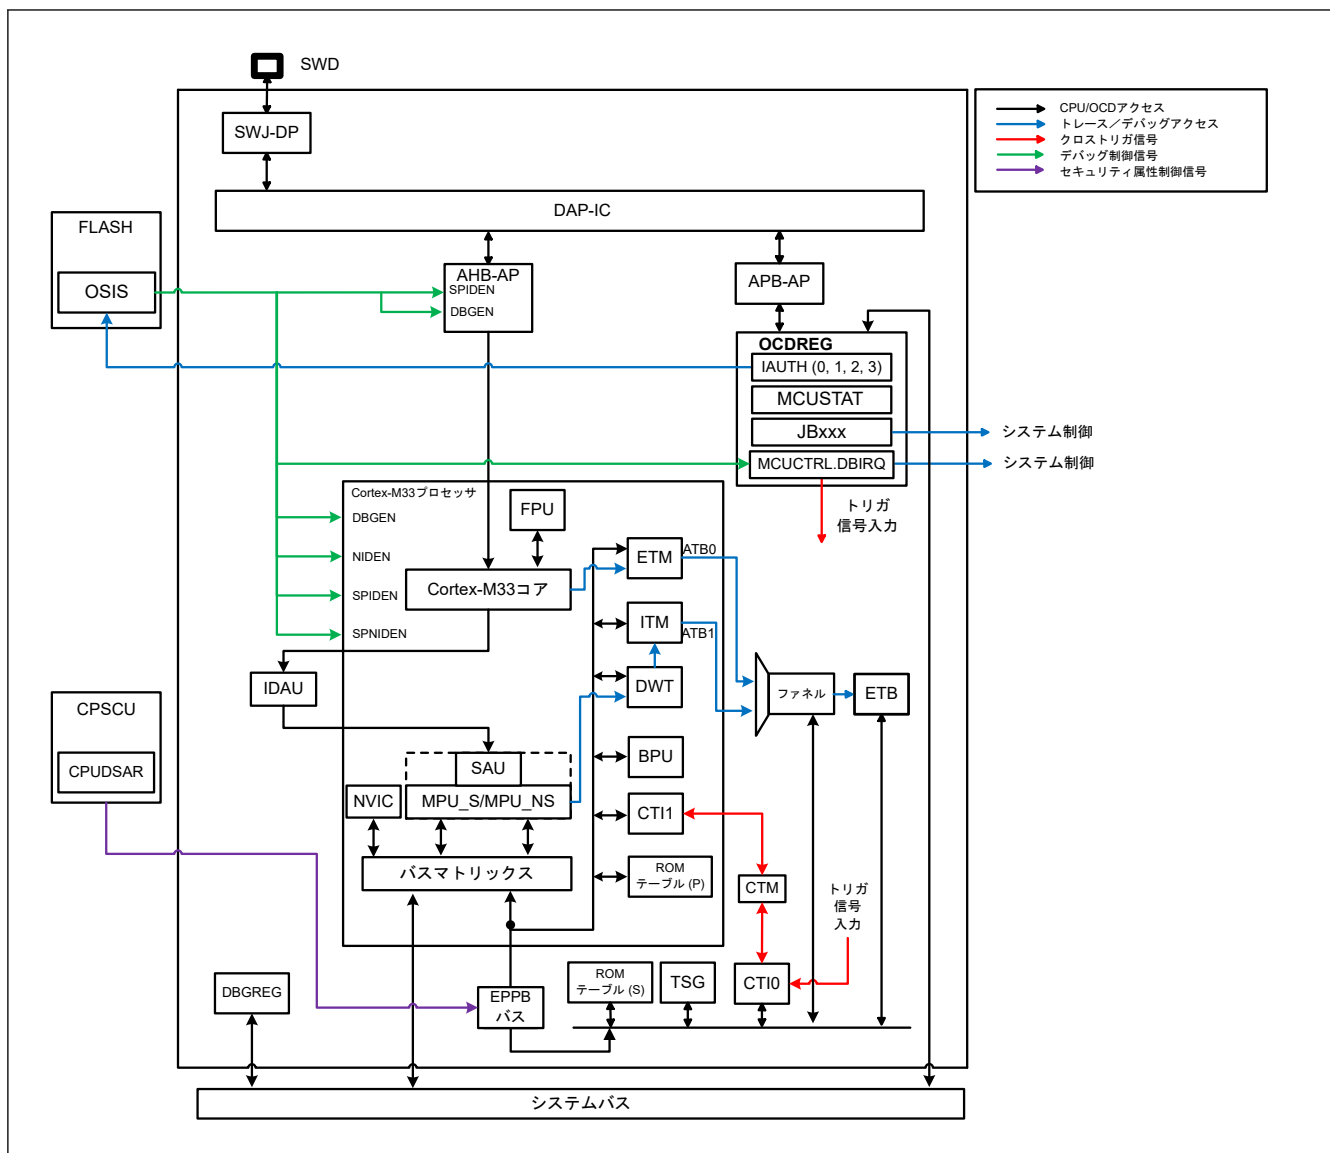 SWD
SWJ-DP
CPU/OCDアクセス
トレース／デバッグアクセス
クロストリガ信号
デバッグ制御信号
セキュリティ属性制御信号
DAP-IC
FLASH
OSIS
AHB-AP
SPIDEN
DBGEN
APB-AP
OCDREG
IAUTH (0, 1, 2, 3)
MCUSTAT
JBxxx
システム制御
MCUCTRL.DBIRQ
システム制御
トリガ
信号入力
Cortex-M33プロセッサ
DBGEN
NIDEN
SPIDEN
SPNIDEN
FPU
Cortex-M33コア
ETM
ATB0
ITM
ATB1
DWT
IDAU
ファネル
ETB
CPSCU
CPUDSAR
SAU
MPU_S/MPU_NS
NVIC
BPU
CTI1
バスマトリックス
ROM
テーブル (P)
CTM
トリガ
信号
入力
DBGREG
EPPB
バス
ROM
テーブル (S)
TSG
CTI0
システムバス